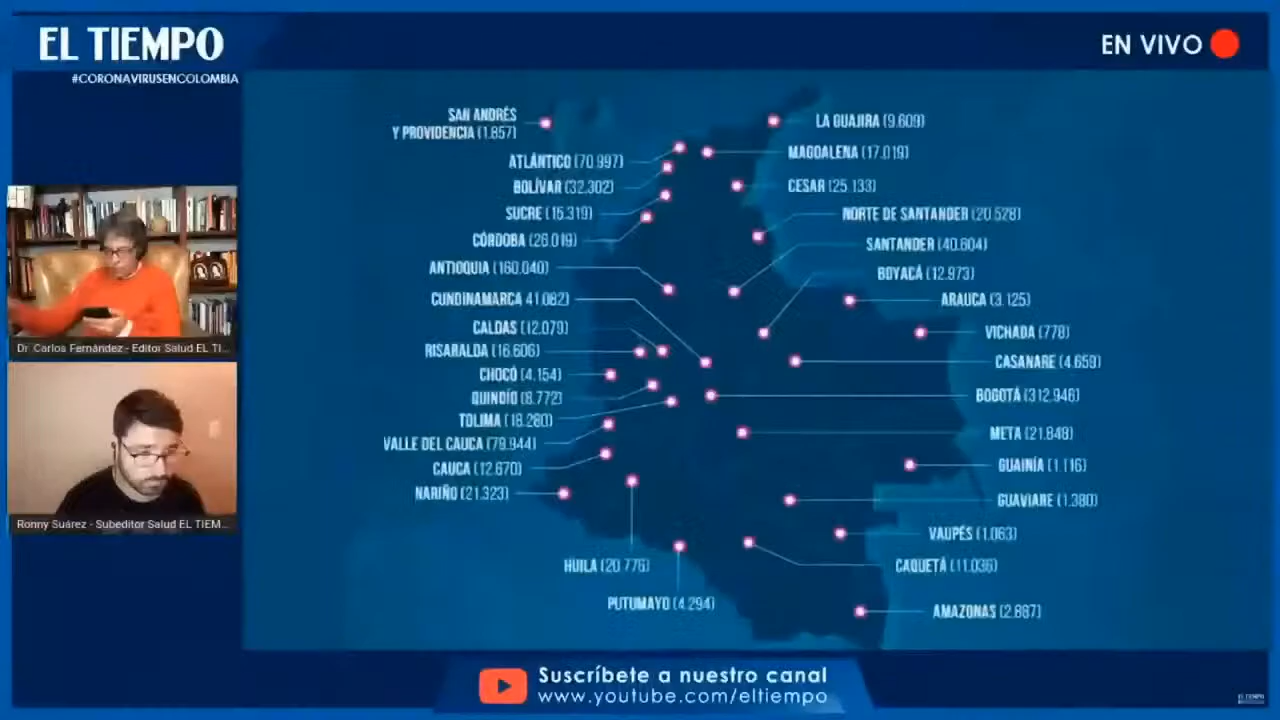 EL TIEMPO
#CORONAVIRUSENCOLOMBIA
EN VIVO
SAN ANDRÉS
Y PROVIDENCIA (1.857)
ATLÁNTICO (70.997)
BOLÍVAR (32.302)
SUCRE (15.319)
CÓRDOBA (26.019)
ANTIOQUIA (160.040)
CUNDINAMARCA 41.082)
CALDAS (12.079)
RISARALDA (16.606)
CHOCÓ (4.154)
QUINDÍO (8.772)
TOLIMA (18.280)
VALLE DEL CAUCA (79.944)
CAUCA (12.670)
NARIÑO (21.323)
HUILA (20.776)
PUTUMAYO (4.294)
LA GUAJIRA (9.609)
MAGDALENA (17.019)
CESAR (25.133)
NORTE DE SANTANDER (20.528)
SANTANDER (40.604)
BOYACÁ (12.973)
ARAUCA (3.125)
VICHADA (778)
CASANARE (4.659)
BOGOTÁ (312.946)
META (21.848)
GUAINÍA (1.116)
GUAVIARE (1.380)
VAUPÉS (1.063)
CAQUETÁ (11.036)
AMAZONAS (2.887)
Dr. Carlos Fernández - Editor Salud EL TI...
Ronny Suárez - Subeditor Salud EL TIEM...
Suscríbete a nuestro canal
www.youtube.com/eltiempo
EL TIEMPO